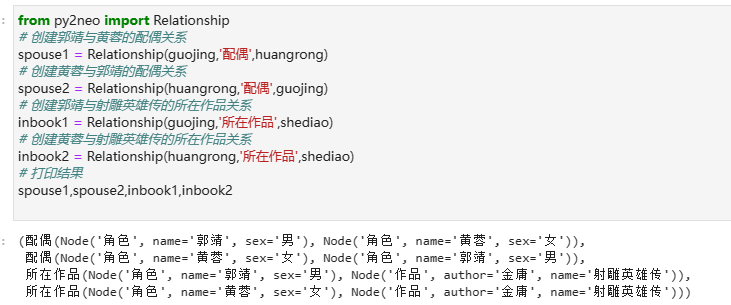 : from py2neo import Relationship
# 创建郭靖与黄蓉的配偶关系
spouse1 = Relationship(guojing,'配偶',huangrong)
# 创建黄蓉与郭靖的配偶关系
spouse2 = Relationship(huangrong,'配偶',guojing)
# 创建郭靖与射雕英雄传的所在作品关系
inbook1 = Relationship(guojing,'所在作品',shediao)
# 创建黄蓉与射雕英雄传的所在作品关系
inbook2 = Relationship(huangrong,'所在作品',shediao)
# 打印结果
spouse1,spouse2,inbook1,inbook2
: (配偶(Node('角色', name='郭靖', sex='男'), Node('角色', name='黄蓉', sex='女')),
配偶(Node('角色', name='黄蓉', sex='女'), Node('角色', name='郭靖', sex='男')),
所在作品(Node('角色', name='郭靖', sex='男'), Node('作品', author='金庸', name='射雕英雄传')),
所在作品(Node('角色', name='黄蓉', sex='女'), Node('作品', author='金庸', name='射雕英雄传')))